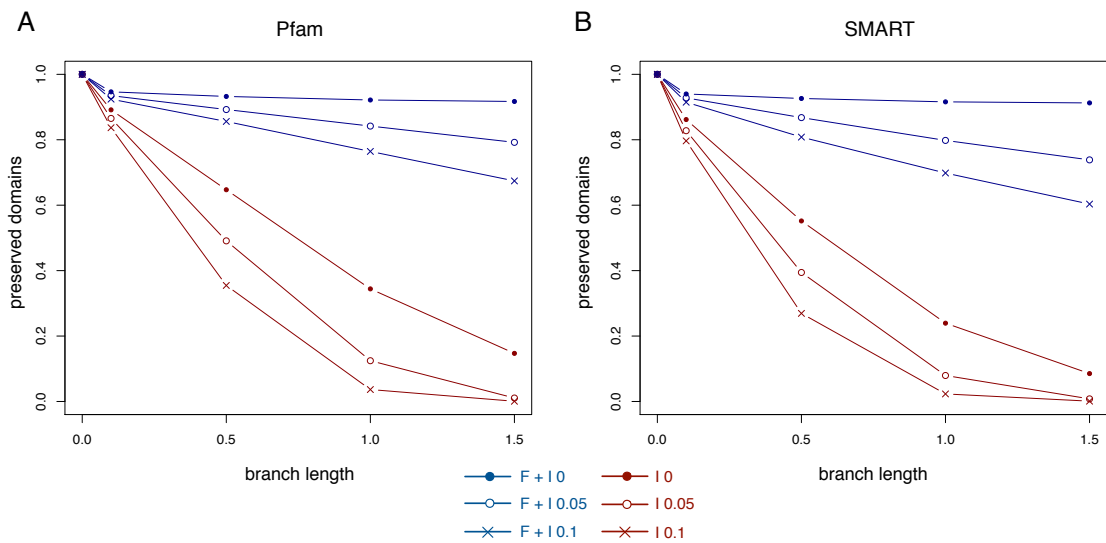 A
Pfam
preserved domains
1.0
0.8
0.6
0.4
0.2
0.0
0.0 0.5 1.0 1.5
branch length
B
SMART
preserved domains
1.0
0.8
0.6
0.4
0.2
0.0
0.0 0.5 1.0 1.5
branch length
F + I 0 I 0
F + I 0.05 I 0.05
F + I 0.1 I 0.1